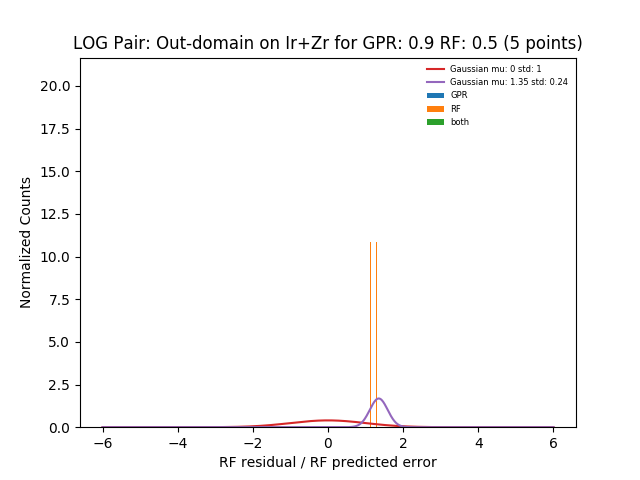 LOG Pair: Out-domain on Ir+Zr for GPR: 0.9 RF: 0.5 (5 points)
Gaussian mu: 0 std: 1
Gaussian mu: 1.35 std: 0.24
GPR
RF
both
Normalized Counts
20.0
17.5
15.0
12.5
10.0
7.5
5.0
2.5
0.0
−6 −4 −2 0 2 4 6
RF residual / RF predicted error